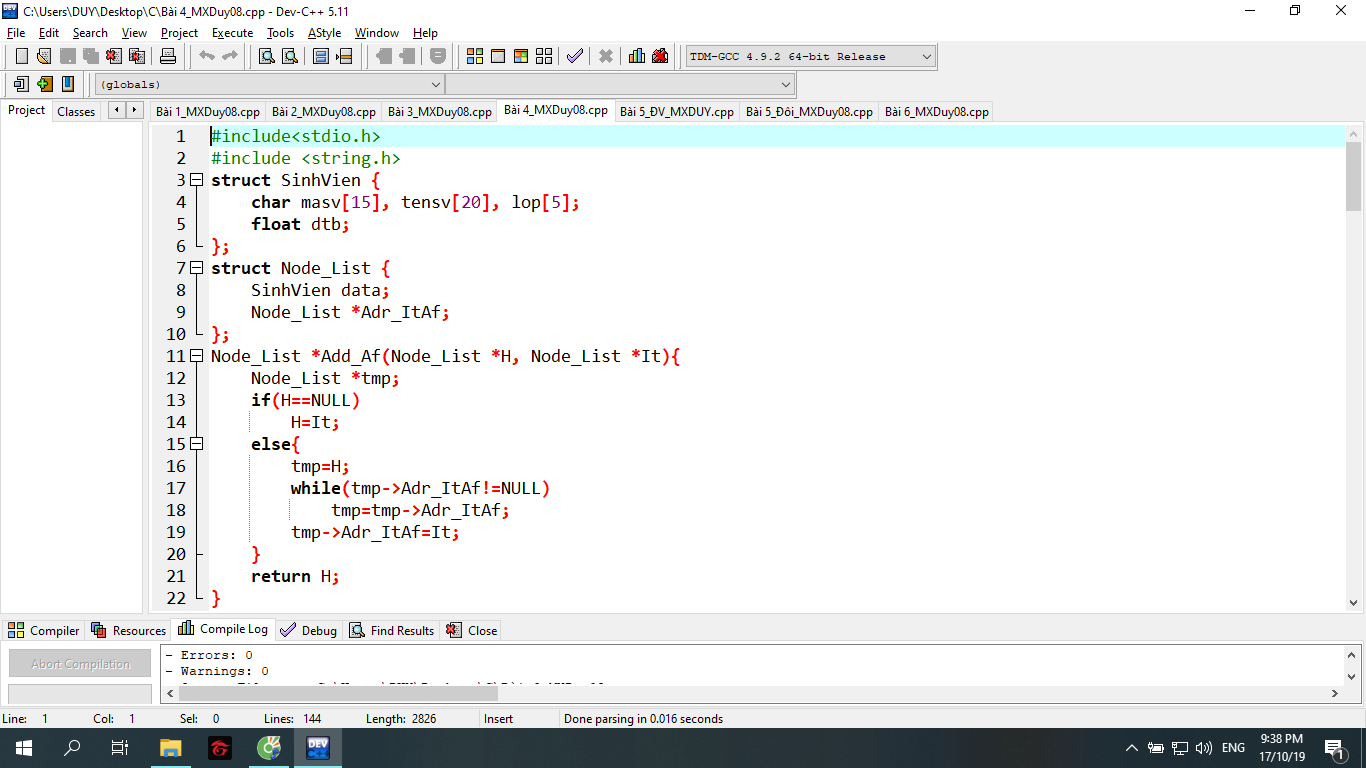 C:\Users\DUY\Desktop\C\Bài 4_MXDuy08.cpp - Dev-C++ 5.11
File Edit Search View Project Execute Tools AStyle Window Help
TDM-GCC 4.9.2 64-bit Release
(globals)
Project Classes Bài 1_MXDuy08.cpp Bài 2_MXDuy08.cpp Bài 3_MXDuy08.cpp Bài 4_MXDuy08.cpp Bài 5_ĐV_MXDUY.cpp Bài 5_Đôi_MXDuy08.cpp Bài 6_MXDuy08.cpp
1 #include<stdio.h>
2 #include <string.h>
3 struct SinhVien {
4 char masv[15], tensv[20], lop[5];
5 float dtb;
6 };
7 struct Node_List {
8 SinhVien data;
9 Node_List *Adr_ItAf;
10 };
11 Node_List *Add_Af(Node_List *H, Node_List *It){
12 Node_List *tmp;
13 if(H==NULL)
14 H=It;
15 else{
16 tmp=H;
17 while(tmp->Adr_ItAf!=NULL)
18 tmp=tmp->Adr_ItAf;
19 tmp->Adr_ItAf=It;
20 }
21 return H;
22 }
Compiler Resources Compile Log Debug Find Results Close
Abort Compilation
- Errors: 0
- Warnings: 0
Line: 1 Col: 1 Sel: 0 Lines: 144 Length: 2826 Insert Done parsing in 0.016 seconds
DEV
ENG
9:38 PM
17/10/19
1